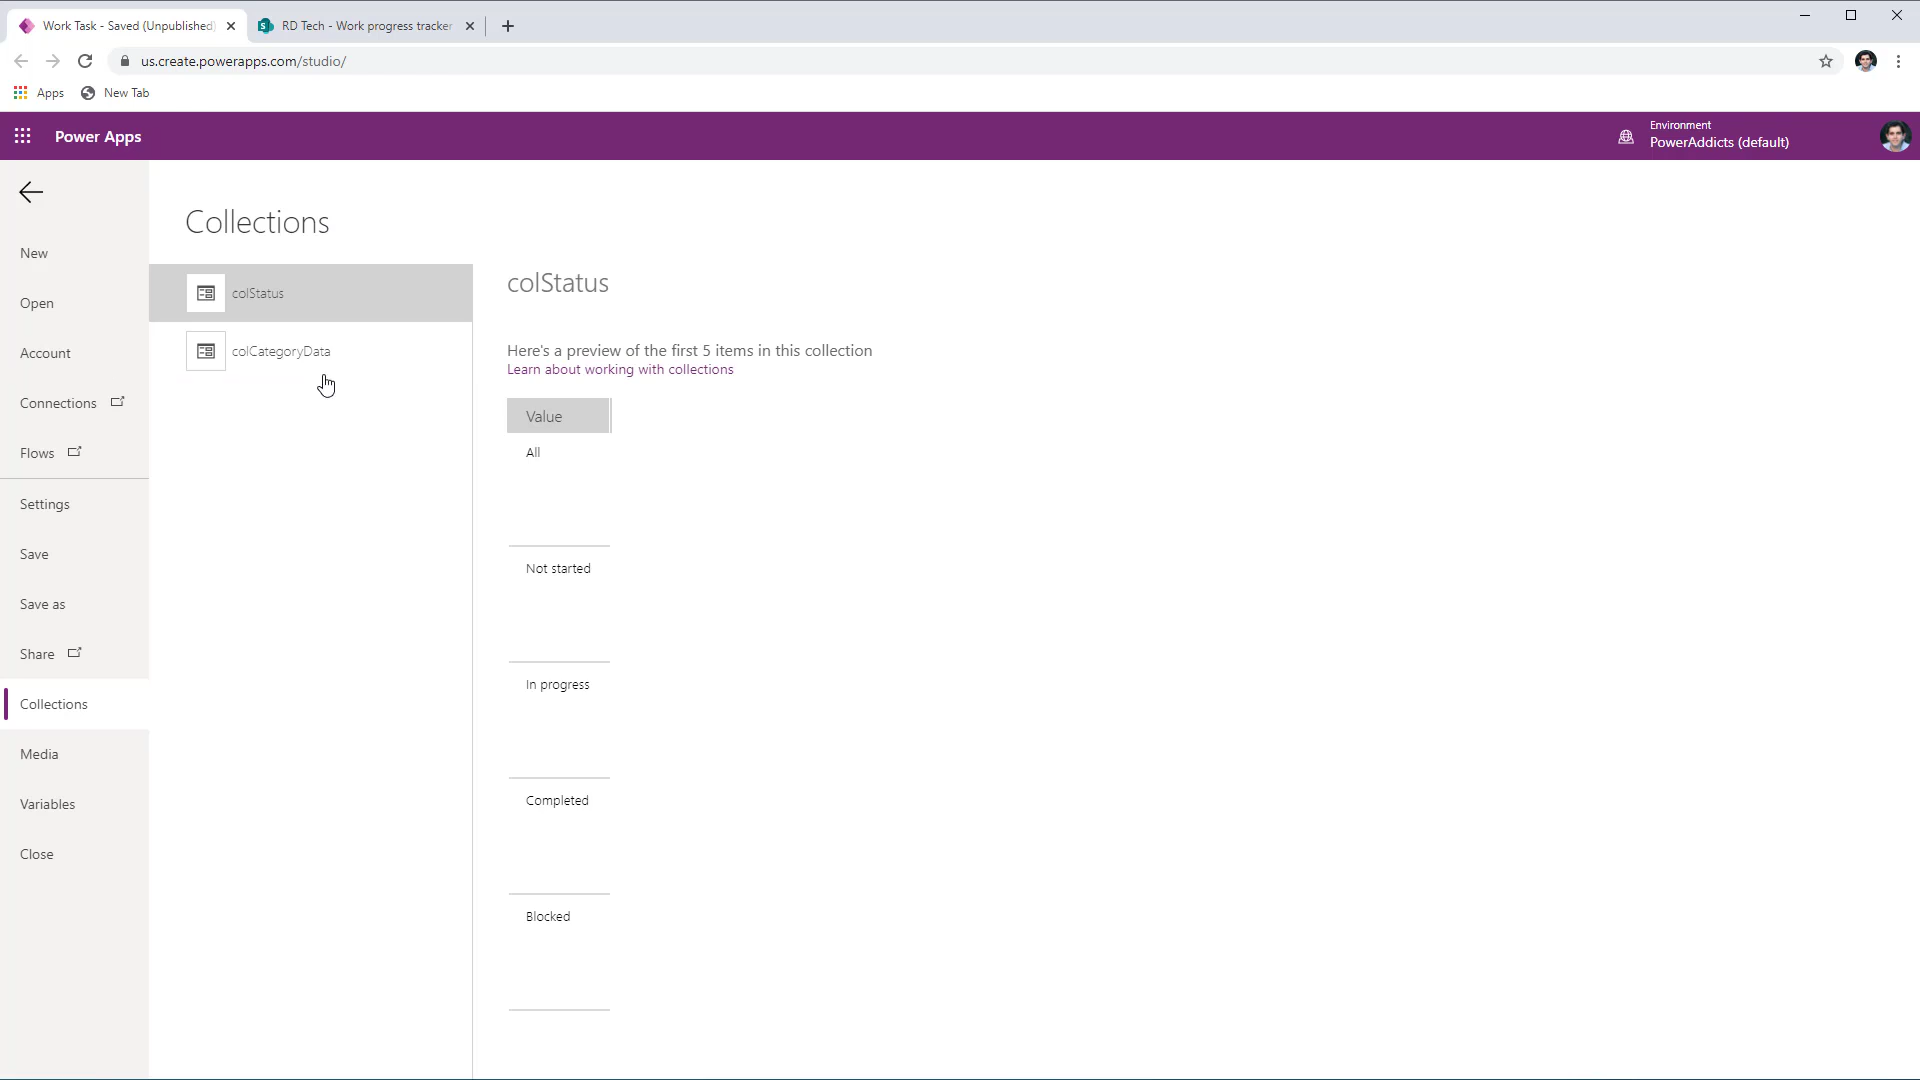 Work Task - Saved (Unpublished)
RD Tech - Work progress tracker
us.create.powerapps.com/studio/
Apps
New Tab
Power Apps
Environment
PowerAddicts (default)
New
Open
Account
Connections
Flows
Settings
Save
Save as
Share
Collections
Media
Variables
Close
Collections
colStatus
colCategoryData
colStatus
Here's a preview of the first 5 items in this collection
Learn about working with collections
Value
All
Not started
In progress
Completed
Blocked